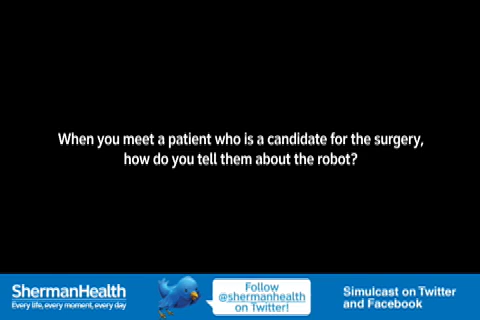 When you meet a patient who is a candidate for the surgery,
how do you tell them about the robot?
ShermanHealth
Every life, every moment, every day
Follow
@shermanhealth
on Twitter!
Simulcast on Twitter
and Facebook